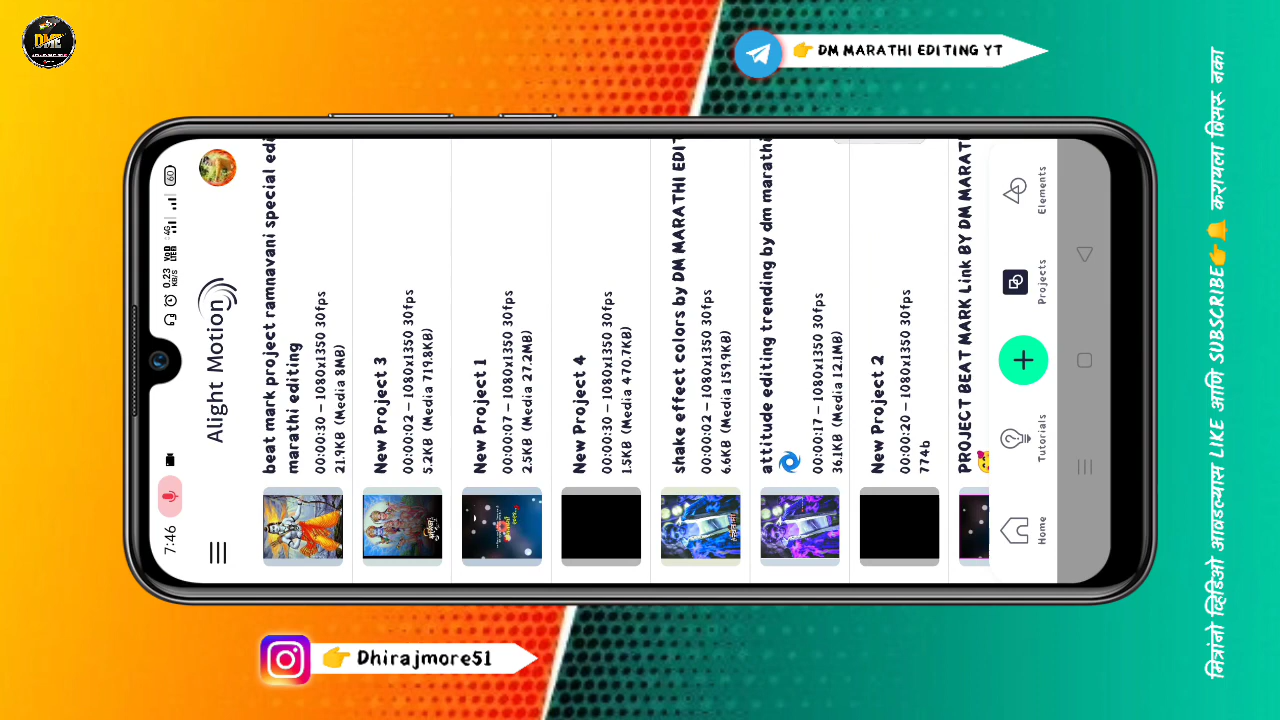 DME
👉 DM MARATHI EDITING YT
7:46
0.23 KB/S
VoD LTE
4G
60
Alight Motion
beat mark project ramnavani special edi
marathi editing
00:00:30 – 1080x1350 30fps
21.9KB (Media 8MB)
New Project 3
00:00:02 – 1080x1350 30fps
5.2KB (Media 719.8KB)
New Project 1
00:00:07 – 1080x1350 30fps
2.5KB (Media 27.2MB)
New Project 4
00:00:30 – 1080x1350 30fps
1.5KB (Media 470.7KB)
shake effect colors by DM MARATHI EDIT
00:00:02 – 1080x1350 30fps
6.6KB (Media 159.9KB)
attitude editing trending by dm marathi
🌀
00:00:17 – 1080x1350 30fps
36.1KB (Media 12.1MB)
New Project 2
00:00:20 – 1080x1350 30fps
774b
PROJECT BEAT MARK Link BY DM MARAT
🥰
Home
Tutorials
Projects
Elements
👉 Dhirajmore51
मित्रांनो व्हिडिओ आवडल्यास LIKE आणि SUBSCRIBE👉🔔 करायला विसरू नका